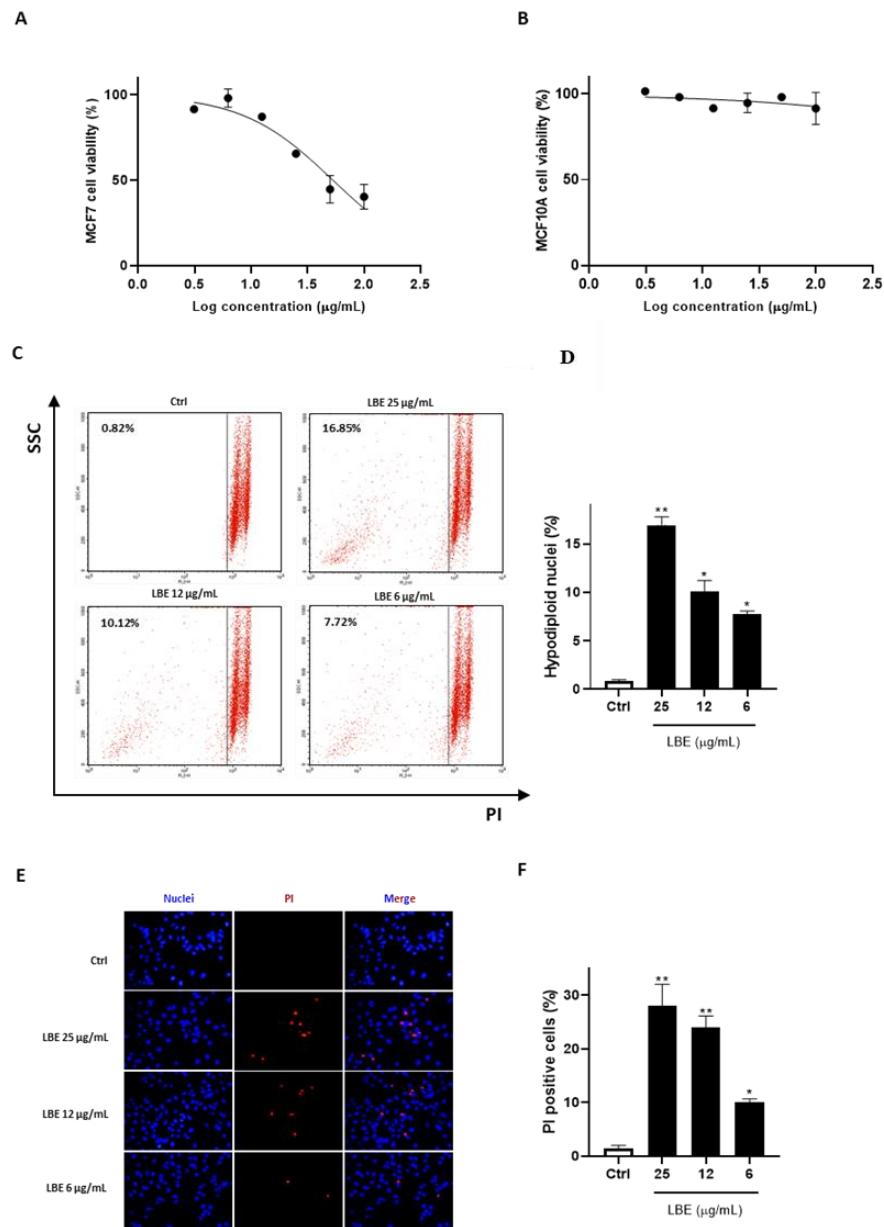 A
B
100
50
0
MCF7 cell viability (%)
0.0 0.5 1.0 1.5 2.0 2.5
Log concentration (μg/mL)
100
50
0
MCF10A cell viability (%)
0.0 0.5 1.0 1.5 2.0 2.5
Log concentration (μg/mL)
C
D
SSC
Ctrl
0.82%
LBE 25 μg/mL
16.85%
LBE 12 μg/mL
10.12%
LBE 6 μg/mL
7.72%
PI
Hypodiploid nuclei (%)
15
10
5
0
**
*
*
Ctrl 25 12 6
LBE (μg/mL)
E
Nuclei PI Merge
Ctrl
LBE 25 μg/mL
LBE 12 μg/mL
LBE 6 μg/mL
F
PI positive cells (%)
30
20
10
0
**
**
*
Ctrl 25 12 6
LBE (μg/mL)